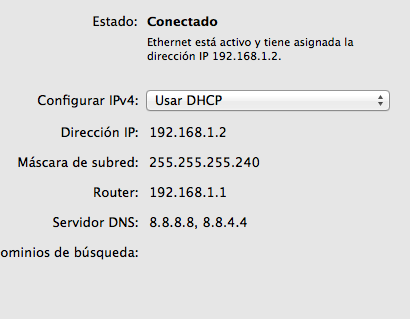 Estado: Conectado
Ethernet está activo y tiene asignada la
dirección IP 192.168.1.2.
Configurar IPv4: Usar DHCP
Dirección IP: 192.168.1.2
Máscara de subred: 255.255.255.240
Router: 192.168.1.1
Servidor DNS: 8.8.8.8, 8.8.4.4
ominios de búsqueda: